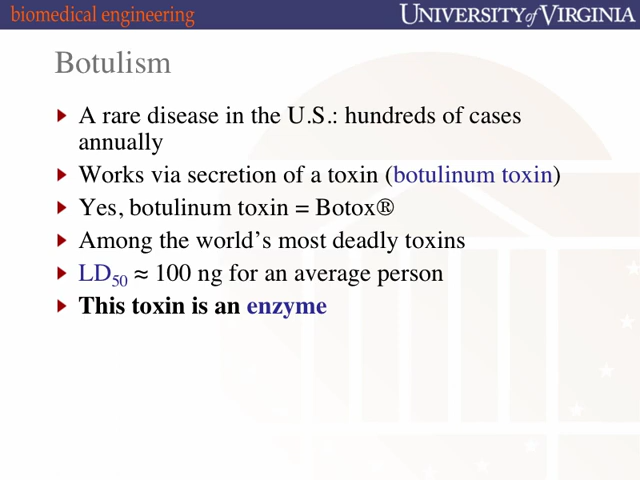 biomedical engineering
UNIVERSITY of VIRGINIA
Botulism
A rare disease in the U.S.: hundreds of cases
annually
Works via secretion of a toxin (botulinum toxin)
Yes, botulinum toxin = Botox®
Among the world's most deadly toxins
LD50 ≈ 100 ng for an average person
This toxin is an enzyme